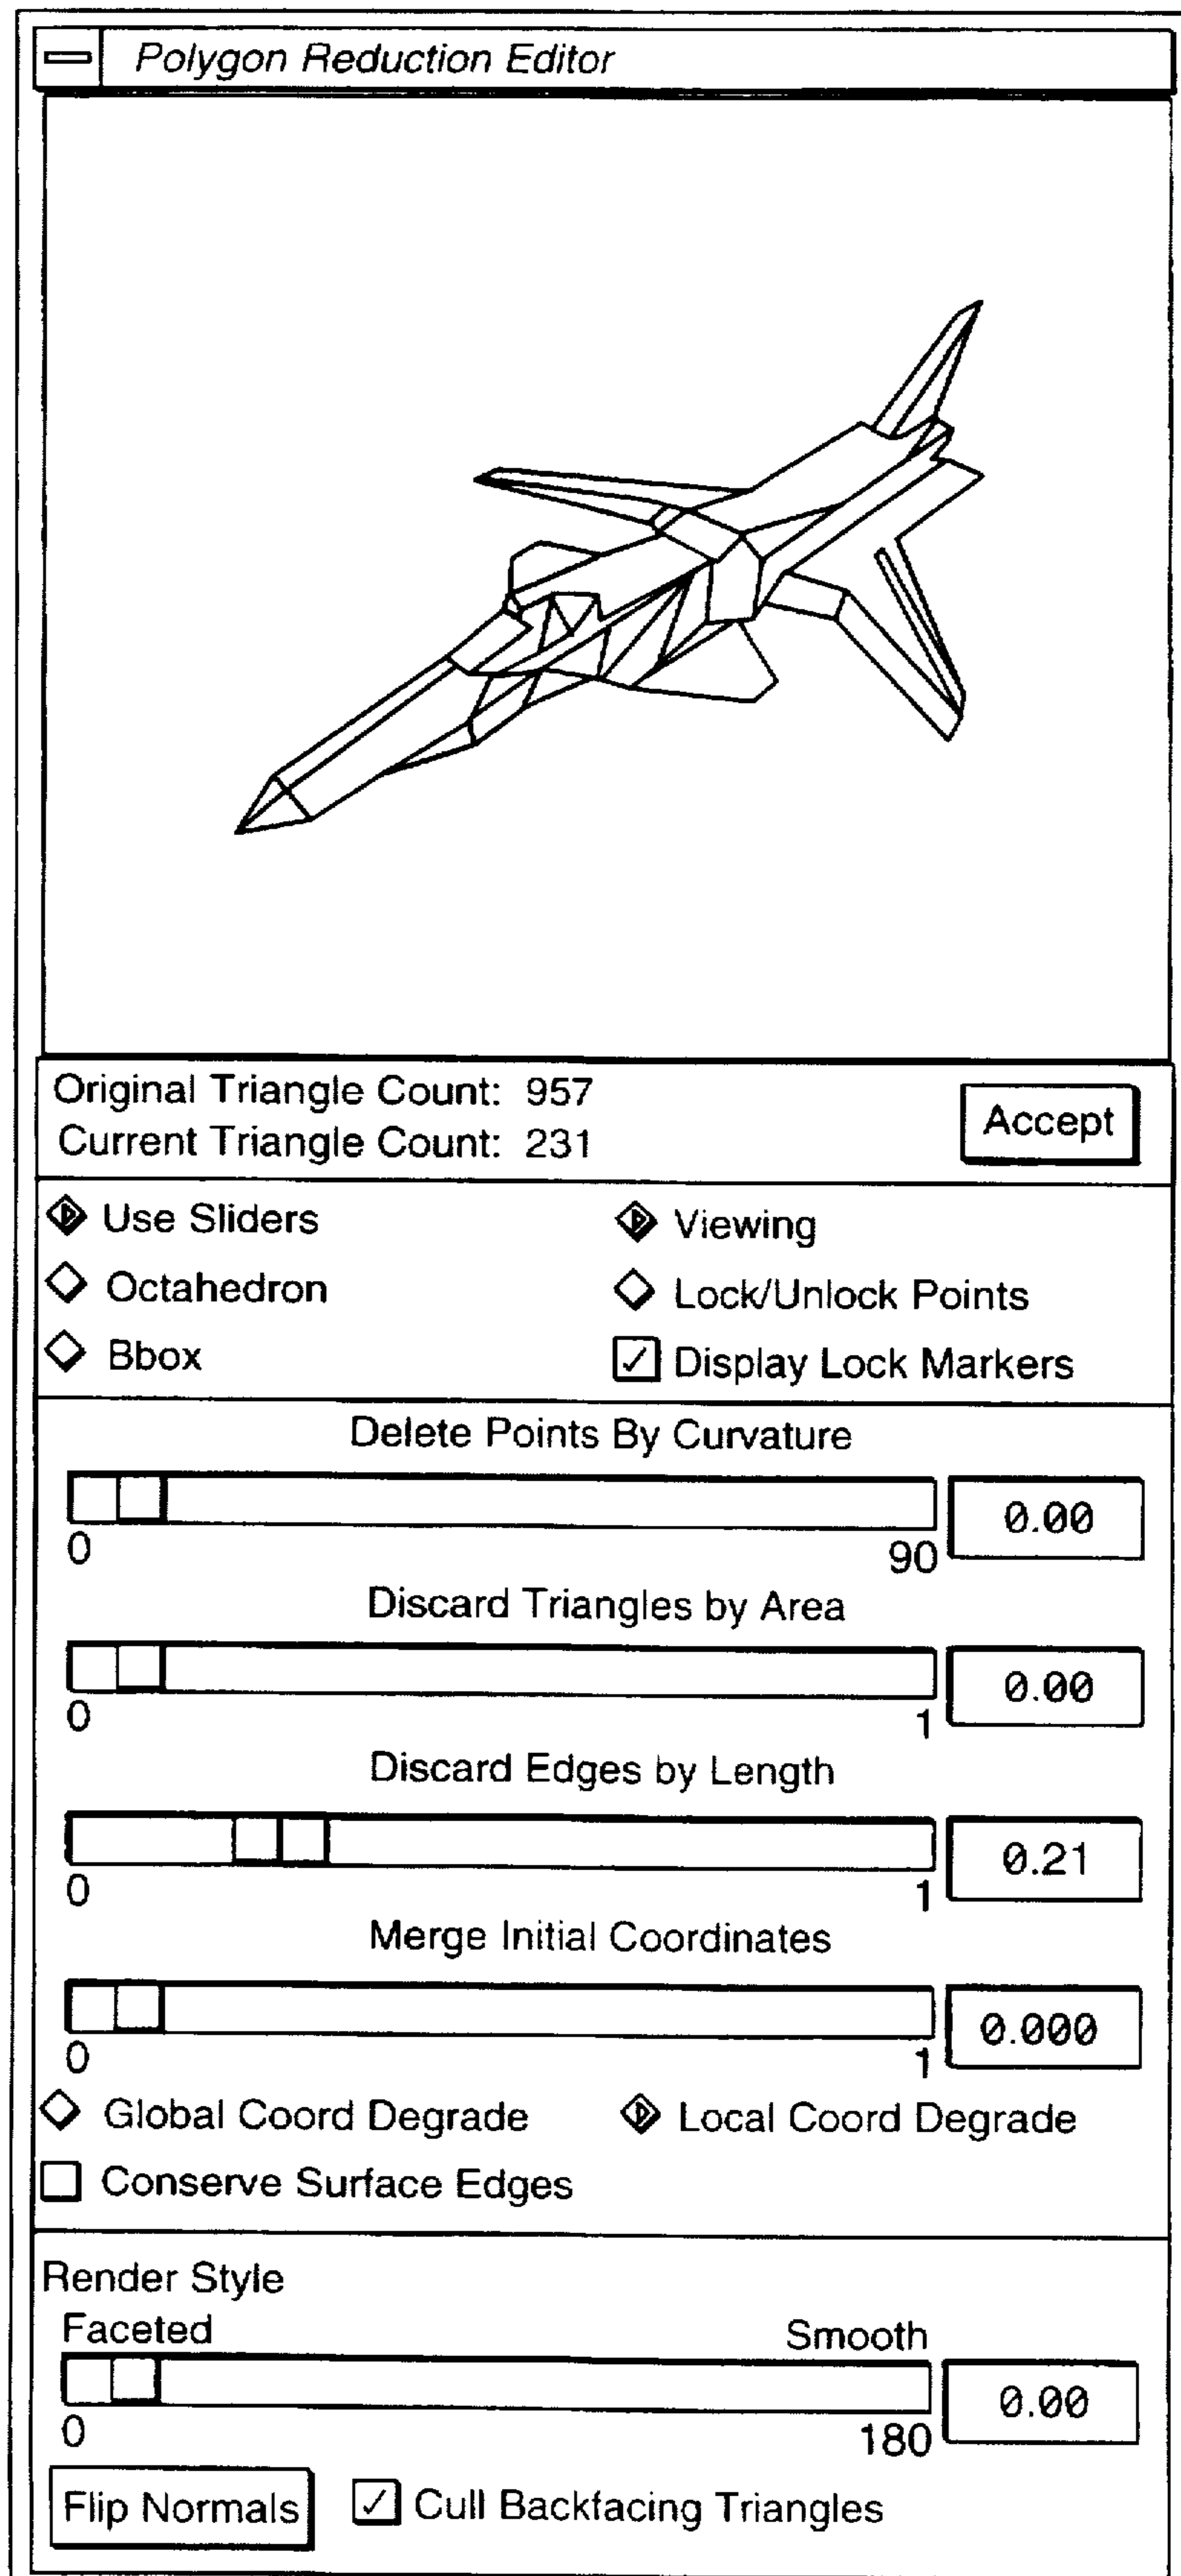 Polygon Reduction Editor
Original Triangle Count: 957
Current Triangle Count: 231
Accept
Use Sliders
Viewing
Octahedron
Lock/Unlock Points
Bbox
Display Lock Markers
Delete Points By Curvature
0.00
0 90
Discard Triangles by Area
0.00
0 1
Discard Edges by Length
0.21
0 1
Merge Initial Coordinates
0.000
0 1
Global Coord Degrade
Local Coord Degrade
Conserve Surface Edges
Render Style
Faceted Smooth
0.00
0 180
Flip Normals
Cull Backfacing Triangles